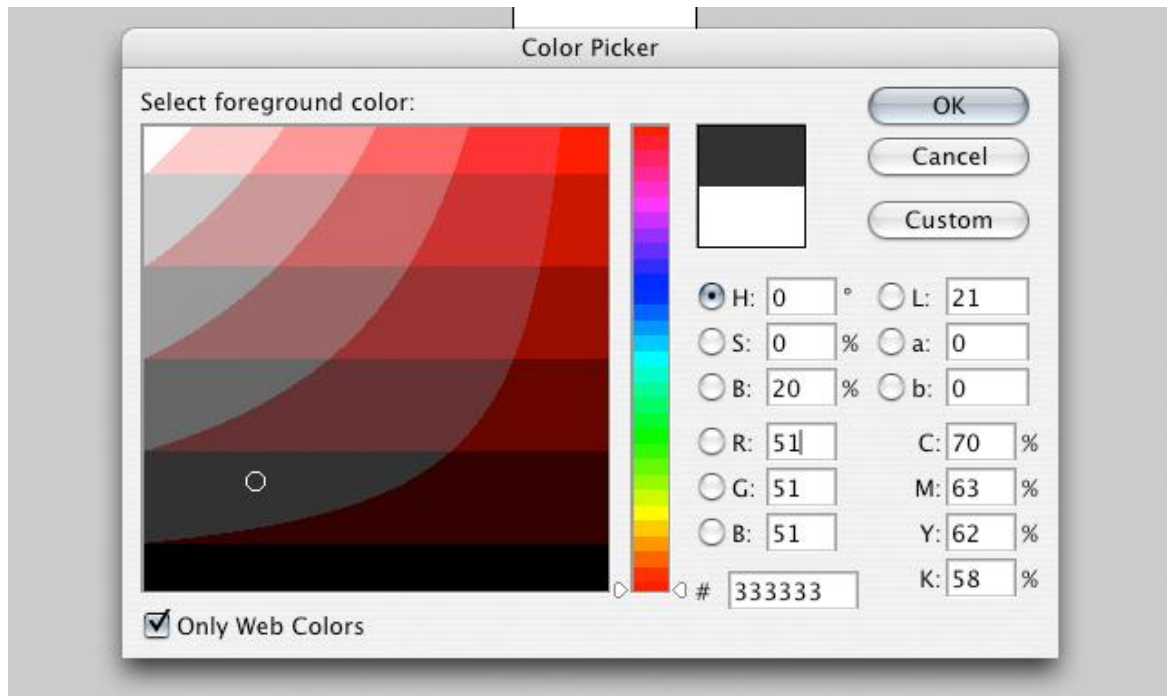 Color Picker
Select foreground color:
OK
Cancel
Custom
H: 0 °
L: 21
S: 0 %
a: 0
B: 20 %
b: 0
R: 51
C: 70 %
G: 51
M: 63 %
B: 51
Y: 62 %
# 333333
K: 58 %
Only Web Colors